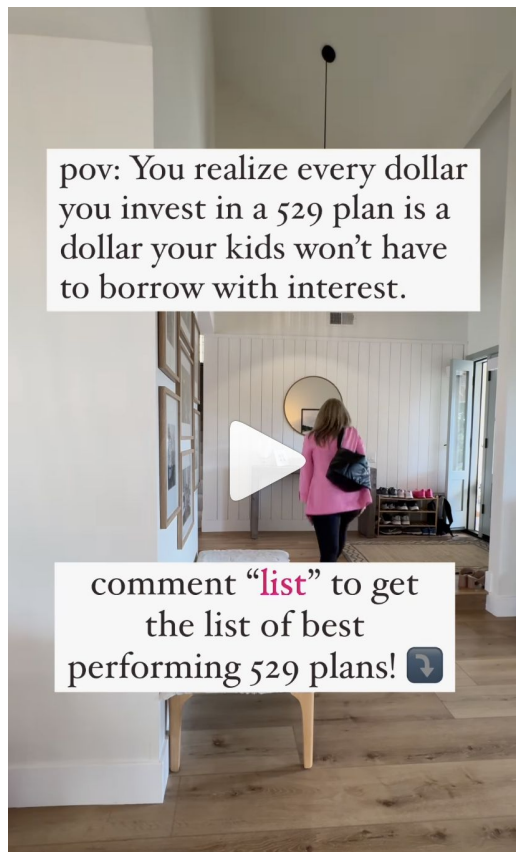 pov: You realize every dollar
you invest in a 529 plan is a
dollar your kids won’t have
to borrow with interest.
comment “list” to get
the list of best
performing 529 plans! ⤵️